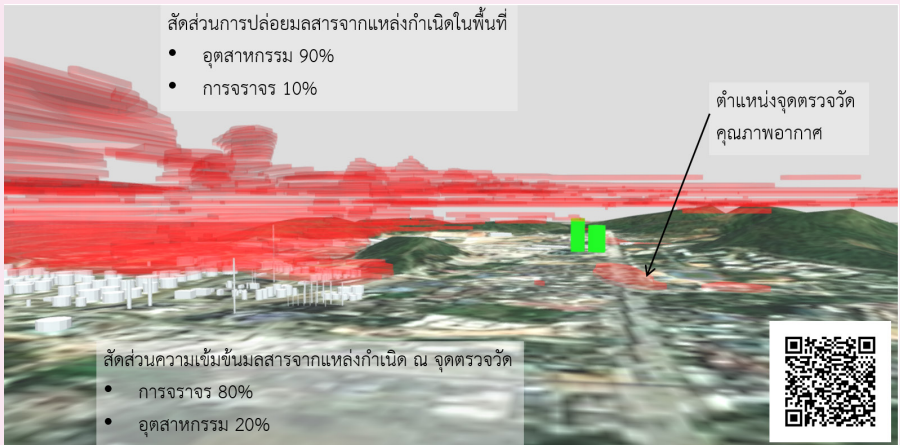 สัดส่วนการปล่อยมลสารจากแหล่งกำเนิดในพื้นที่
• อุตสาหกรรม 90%
• การจราจร 10%
ตำแหน่งจุดตรวจวัด
คุณภาพอากาศ
สัดส่วนความเข้มข้นมลสารจากแหล่งกำเนิด ณ จุดตรวจวัด
• การจราจร 80%
• อุตสาหกรรม 20%